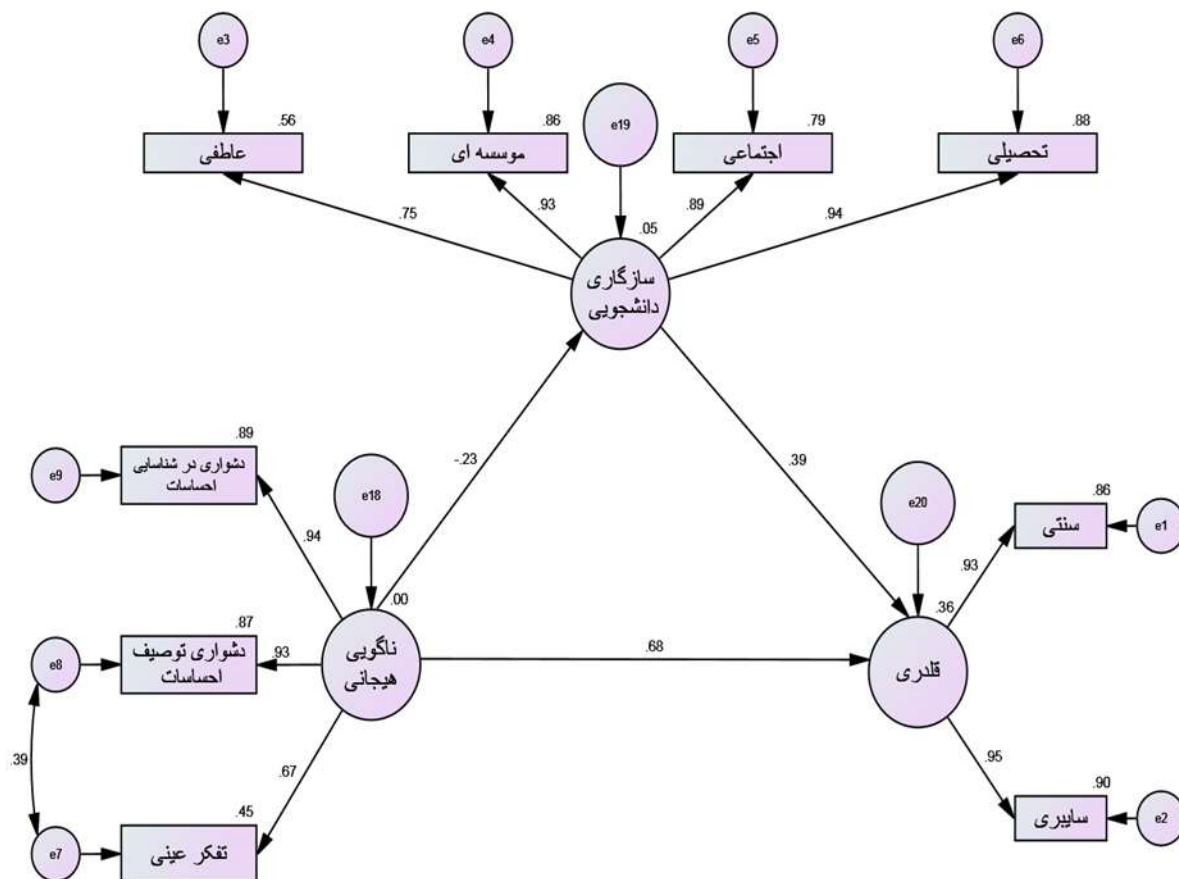 e3
e4
e5
e6
.56
.86
e19
.79
.88
عاطفی
موسسه ای
اجتماعی
تحصیلی
.75
.93
.89
.94
.05
سازگاری
دانشجویی
.89
e9
دشواری در شناسایی
احساسات
e18
-.23
.39
e20
.86
سنتی
e1
.94
.93
.00
.36
.87
e8
دشواری توصیف
احساسات
.93
ناگویی
هیجانی
.68
قلدری
.39
.67
.95
.45
.90
e7
تفکر عینی
سایبری
e2